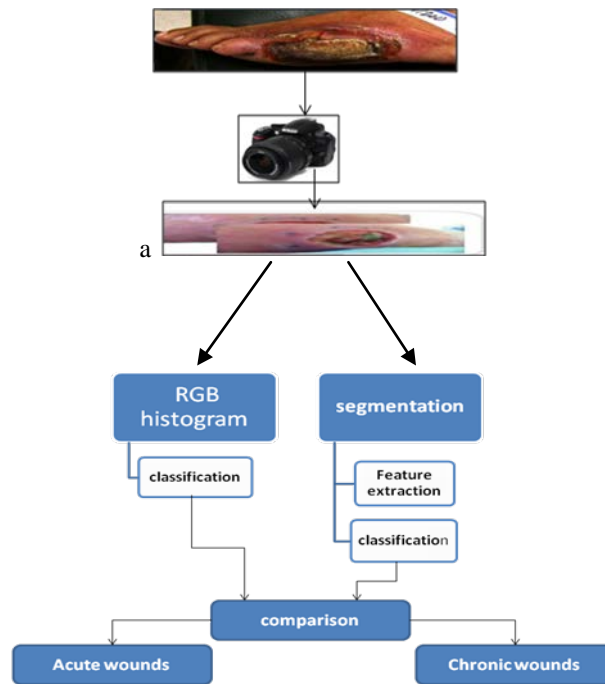 a
RGB
histogram
segmentation
classification
Feature
extraction
classification
comparison
Acute wounds
Chronic wounds